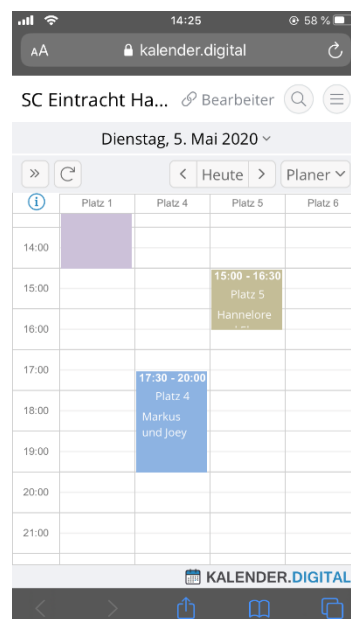 14:25
58 %
AA
kalender.digital
SC Eintracht Ha...
Bearbeiter
Dienstag, 5. Mai 2020
»
Heute
Planer
i
Platz 1
Platz 4
Platz 5
Platz 6
14:00
15:00
15:00 - 16:30
Platz 5
Hannelore
16:00
17:00
17:30 - 20:00
Platz 4
18:00
Markus
und Joey
19:00
20:00
21:00
KALENDER.DIGITAL